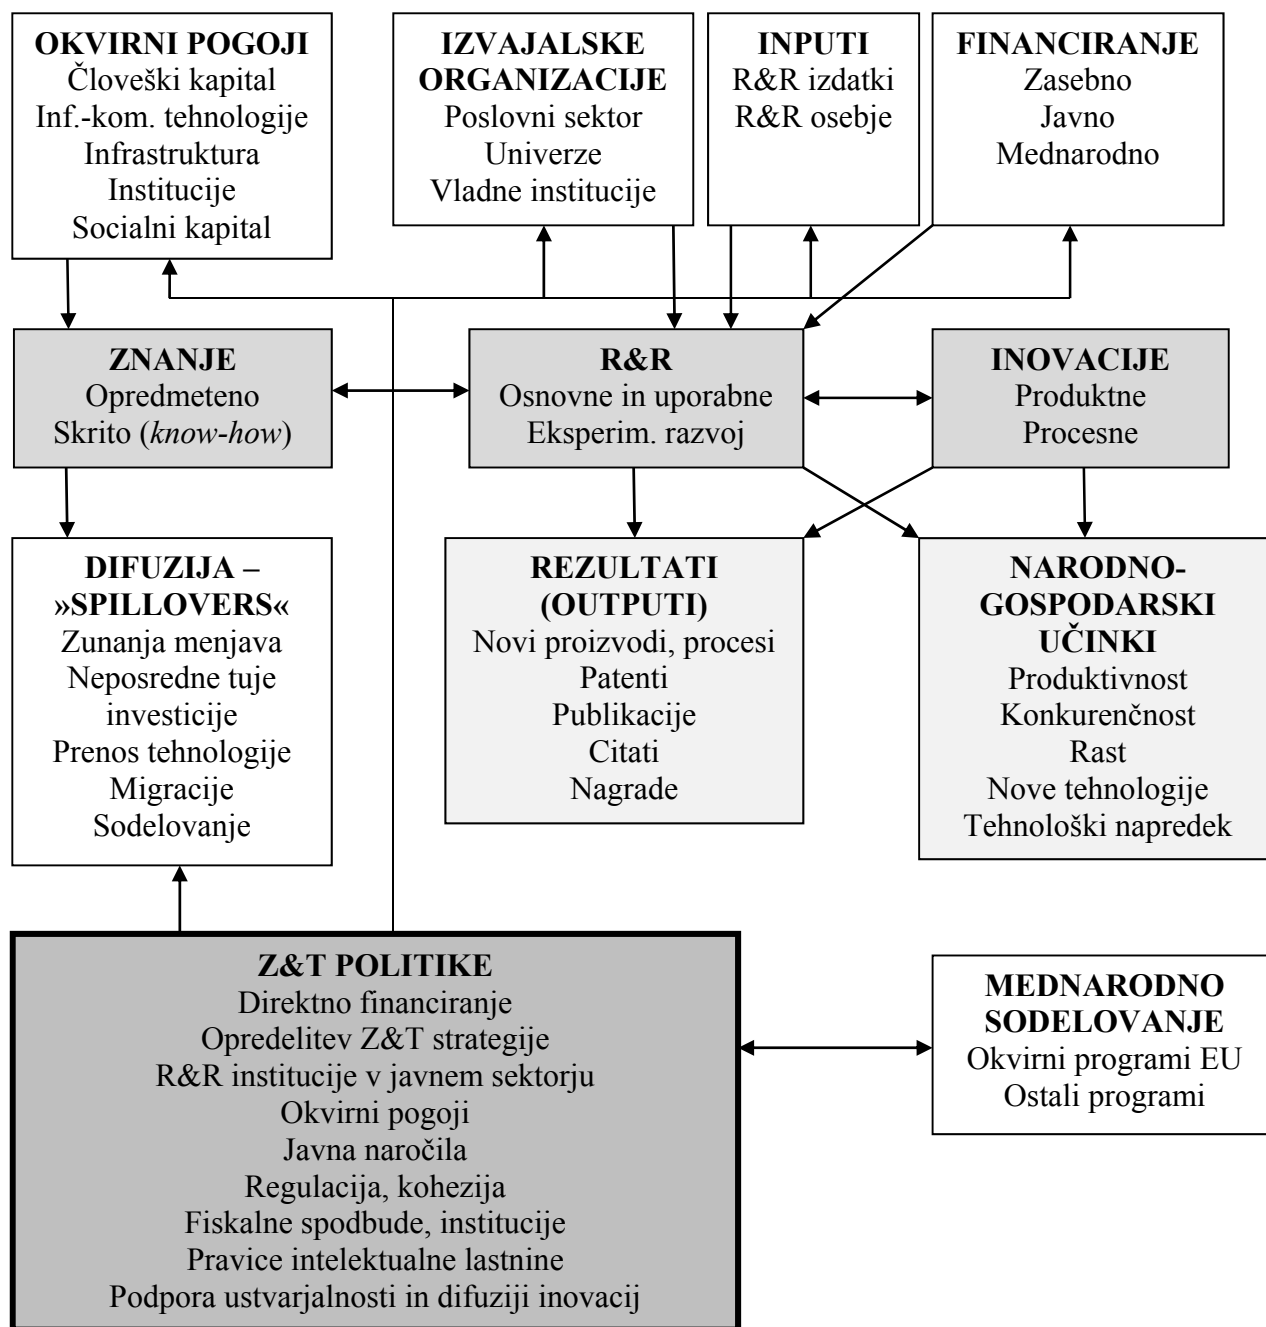 OKVIRNI POGOJI
Človeški kapital
Inf.-kom. tehnologije
Infrastruktura
Institucije
Socialni kapital
IZVAJALSKE
ORGANIZACIJE
Poslovni sektor
Univerze
Vladne institucije
INPUTI
R&R izdatki
R&R osebje
FINANCIRANJE
Zasebno
Javno
Mednarodno
ZNANJE
Opredmeteno
Skrito (know-how)
R&R
Osnovne in uporabne
Eksperim. razvoj
INOVACIJE
Produktne
Procesne
DIFUZIJA –
»SPILLOVERS«
Zunanja menjava
Neposredne tuje
investicije
Prenos tehnologije
Migracije
Sodelovanje
REZULTATI
(OUTPUTI)
Novi proizvodi, procesi
Patenti
Publikacije
Citati
Nagrade
NARODNO-
GOSPODARSKI
UČINKI
Produktivnost
Konkurenčnost
Rast
Nove tehnologije
Tehnološki napredek
Z&T POLITIKE
Direktno financiranje
Opredelitev Z&T strategije
R&R institucije v javnem sektorju
Okvirni pogoji
Javna naročila
Regulacija, kohezija
Fiskalne spodbude, institucije
Pravice intelektualne lastnine
Podpora ustvarjalnosti in difuziji inovacij
MEDNARODNO
SODELOVANJE
Okvirni programi EU
Ostali programi